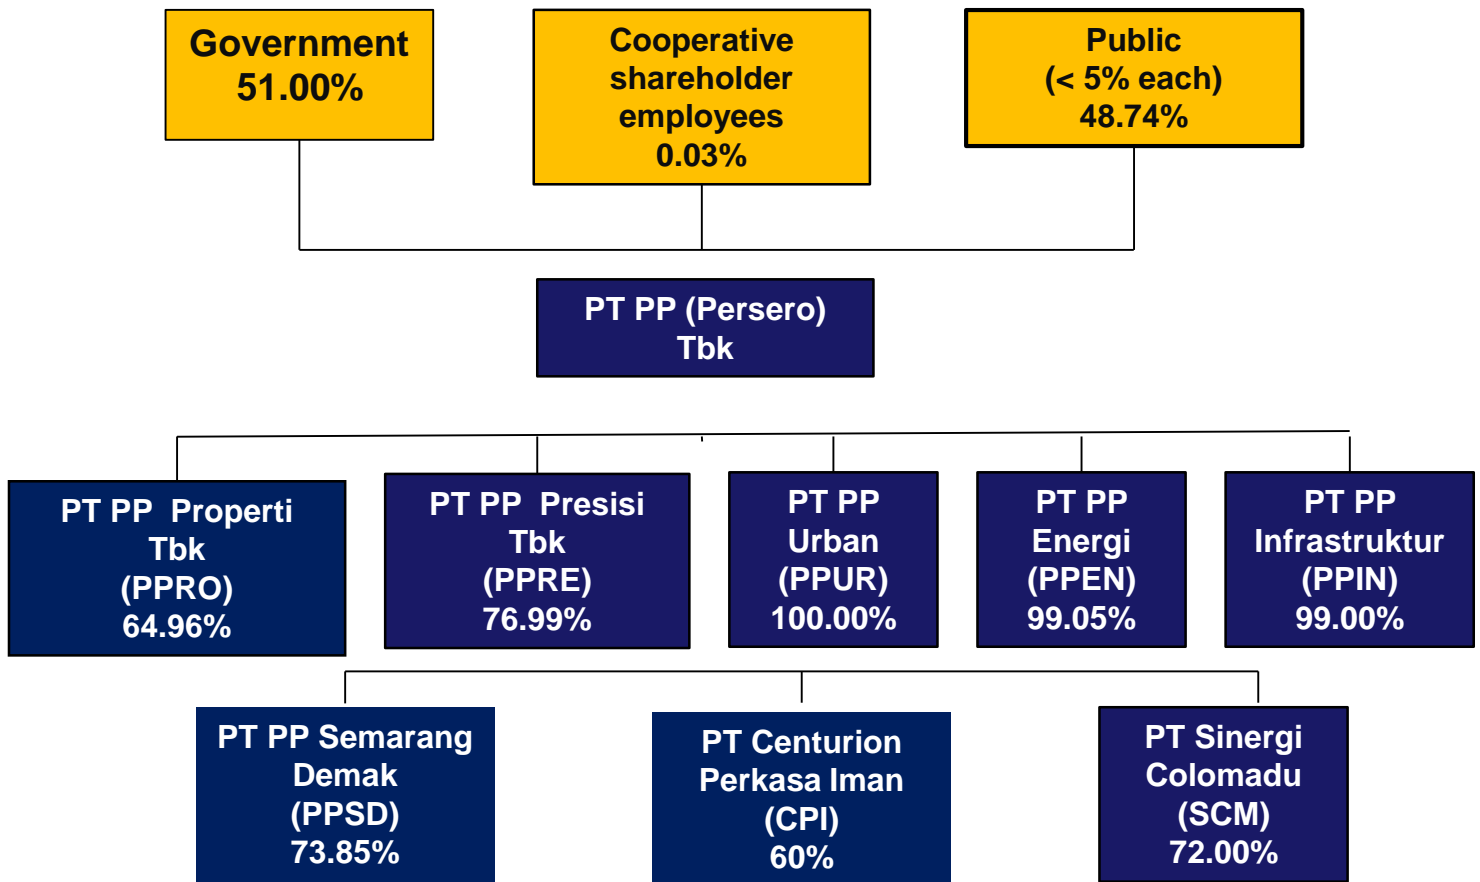 Government
51.00%
Cooperative
shareholder
employees
0.03%
Public
(< 5% each)
48.74%
PT PP (Persero)
Tbk
PT PP  Properti
Tbk
(PPRO)
64.96%
PT PP  Presisi
Tbk
(PPRE)
76.99%
PT PP
Urban
(PPUR)
100.00%
PT PP
Energi
(PPEN)
99.05%
PT PP
Infrastruktur
(PPIN)
99.00%
PT PP Semarang
Demak
(PPSD)
73.85%
PT Centurion
Perkasa Iman
(CPI)
60%
PT Sinergi
Colomadu
(SCM)
72.00%